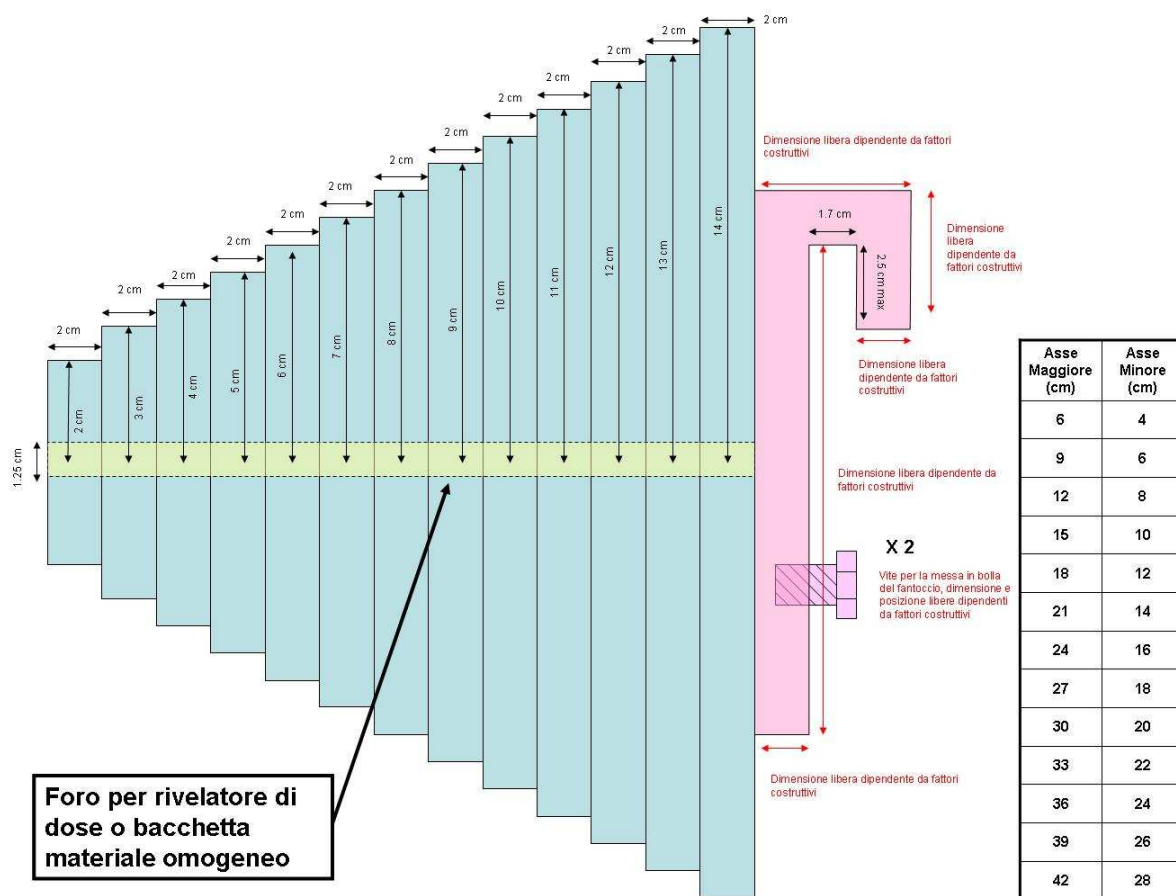 2 cm
2 cm
2 cm
2 cm
2 cm
2 cm
2 cm
2 cm
2 cm
2 cm
2 cm
2 cm
2 cm
2 cm
3 cm
4 cm
5 cm
6 cm
7 cm
8 cm
9 cm
10 cm
11 cm
12 cm
13 cm
14 cm
1.25 cm
Dimensione libera dipendente da fattori
costruttivi
1.7 cm
2.5 cm max
Dimensione
libera
dipendente da
fattori costruttivi
Dimensione libera
dipendente da fattori
costruttivi
Dimensione libera dipendente da
fattori costruttivi
X 2
Vite per la messa in bolla
del fantoccio, dimensione e
posizione libere dipendenti
da fattori costruttivi
Dimensione libera dipendente da fattori
costruttivi
Foro per rivelatore di
dose o bacchetta
materiale omogeneo
Asse Maggiore (cm) Asse Minore (cm)
6 4
9 6
12 8
15 10
18 12
21 14
24 16
27 18
30 20
33 22
36 24
39 26
42 28